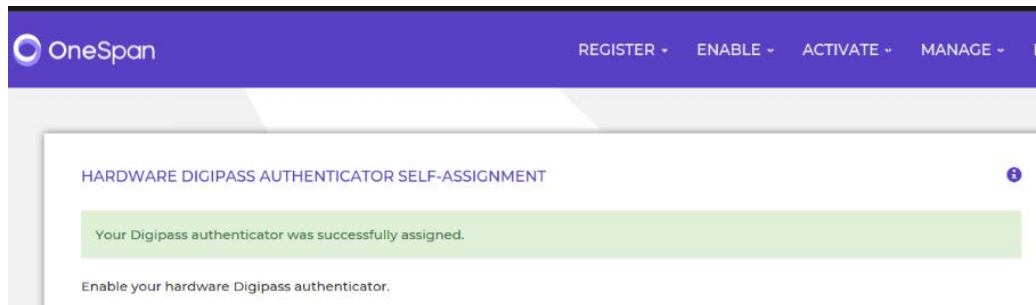 OneSpan
REGISTER ENABLE ACTIVATE MANAGE
HARDWARE DIGIPASS AUTHENTICATOR SELF-ASSIGNMENT
Your Digipass authenticator was successfully assigned.
Enable your hardware Digipass authenticator.